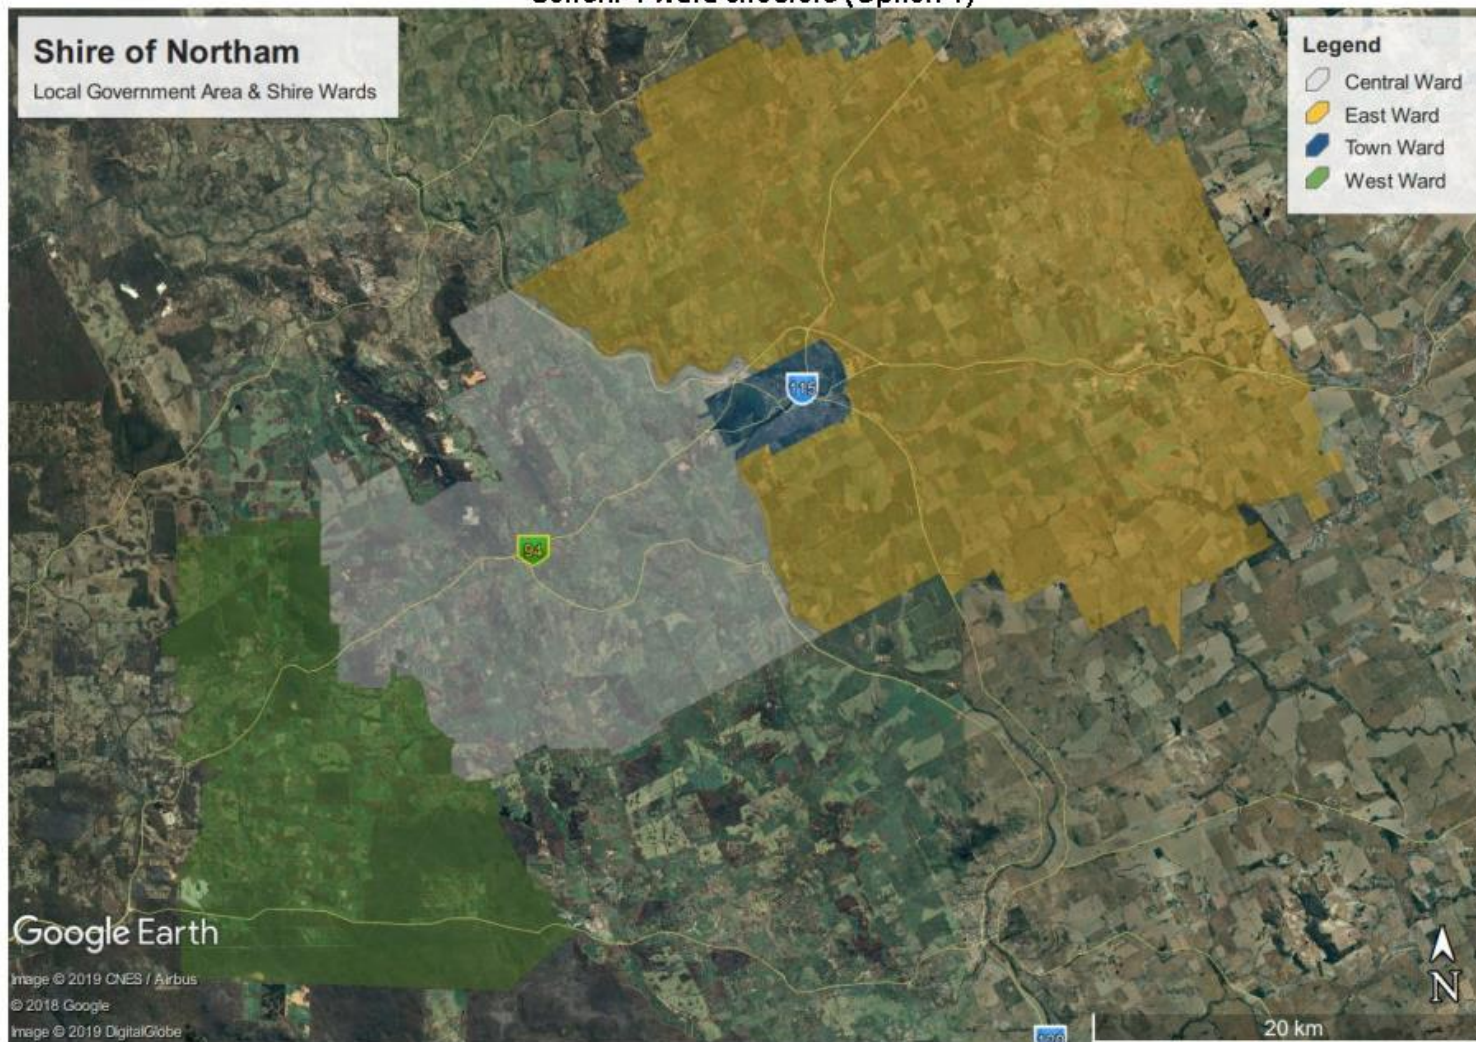 Shire of Northam
Local Government Area & Shire Wards
Legend
Central Ward
East Ward
Town Ward
West Ward
115
94
Google Earth
Image © 2019 CNES / Airbus
© 2018 Google
Image © 2019 DigitalGlobe
20 km
N